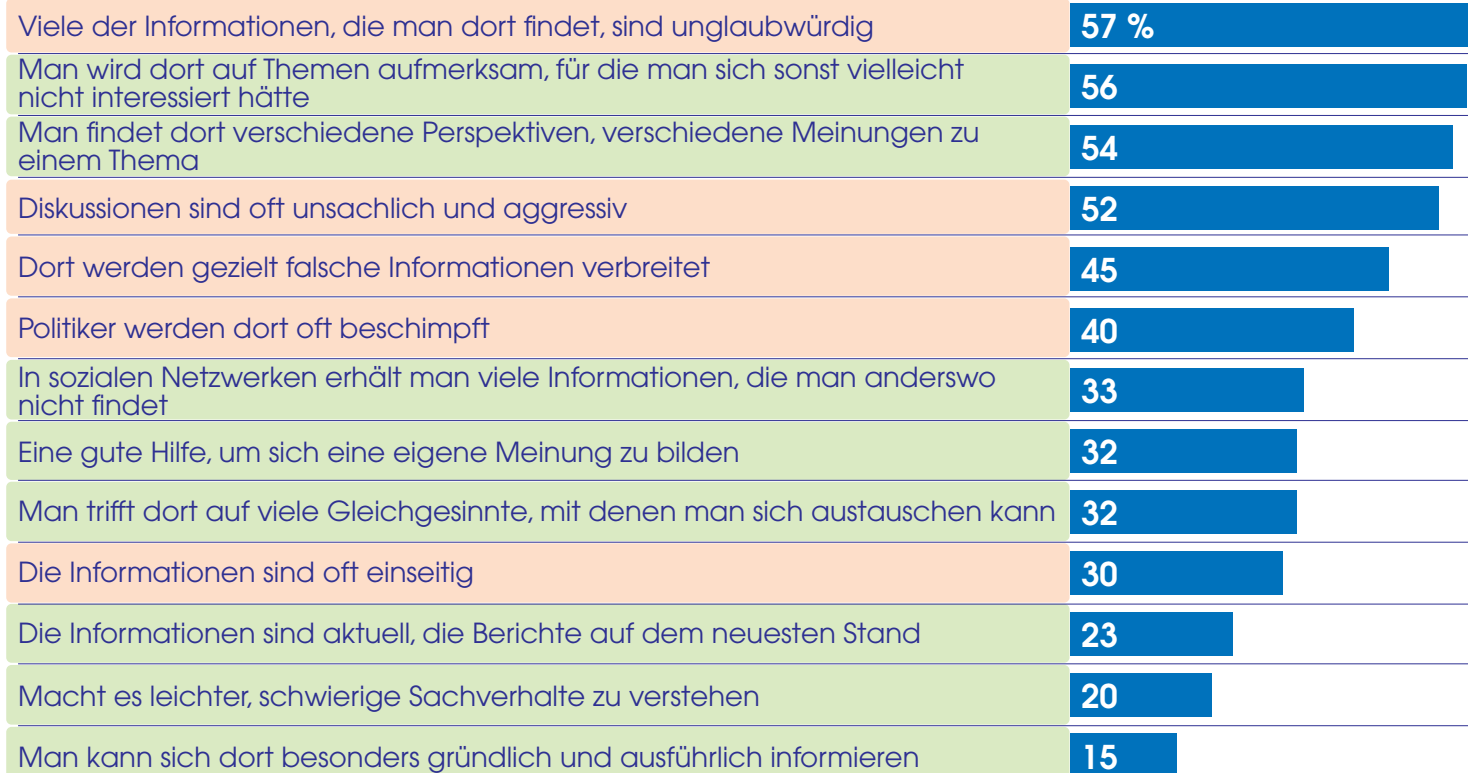 Viele der Informationen, die man dort findet, sind unglaubwürdig 57 %
Man wird dort auf Themen aufmerksam, für die man sich sonst vielleicht
nicht interessiert hätte 56
Man findet dort verschiedene Perspektiven, verschiedene Meinungen zu
einem Thema 54
Diskussionen sind oft unsachlich und aggressiv 52
Dort werden gezielt falsche Informationen verbreitet 45
Politiker werden dort oft beschimpft 40
In sozialen Netzwerken erhält man viele Informationen, die man anderswo
nicht findet 33
Eine gute Hilfe, um sich eine eigene Meinung zu bilden 32
Man trifft dort auf viele Gleichgesinnte, mit denen man sich austauschen kann 32
Die Informationen sind oft einseitig 30
Die Informationen sind aktuell, die Berichte auf dem neuesten Stand 23
Macht es leichter, schwierige Sachverhalte zu verstehen 20
Man kann sich dort besonders gründlich und ausführlich informieren 15